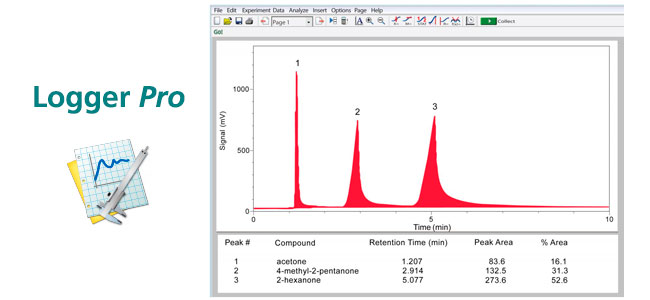 Logger Pro
File Edit Experiment Data Analyze Insert Options Page Help
Page 1
Collect
Go!
1
2
3
1000
500
0
Signal (mV)
0
5
10
Time (min)
Peak # Compound Retention Time (min) Peak Area % Area
1 acetone 1.207 83.6 16.1
2 4-methyl-2-pentanone 2.914 132.5 31.3
3 2-hexanone 5.077 273.6 52.6